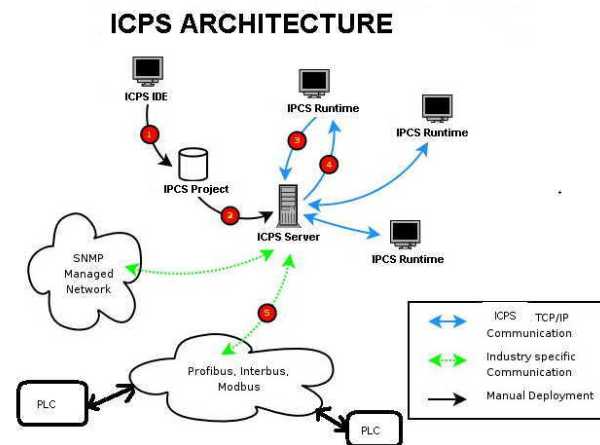 ICPS ARCHITECTURE
ICPS IDE
IPCS Runtime
IPCS Runtime
1
3
4
IPCS Project
2
ICPS Server
IPCS Runtime
SNMP
Managed
Network
5
Profibus, Interbus,
Modbus
PLC
PLC
ICPS TCP/IP
Communication
Industry specific
Communication
Manual Deployment